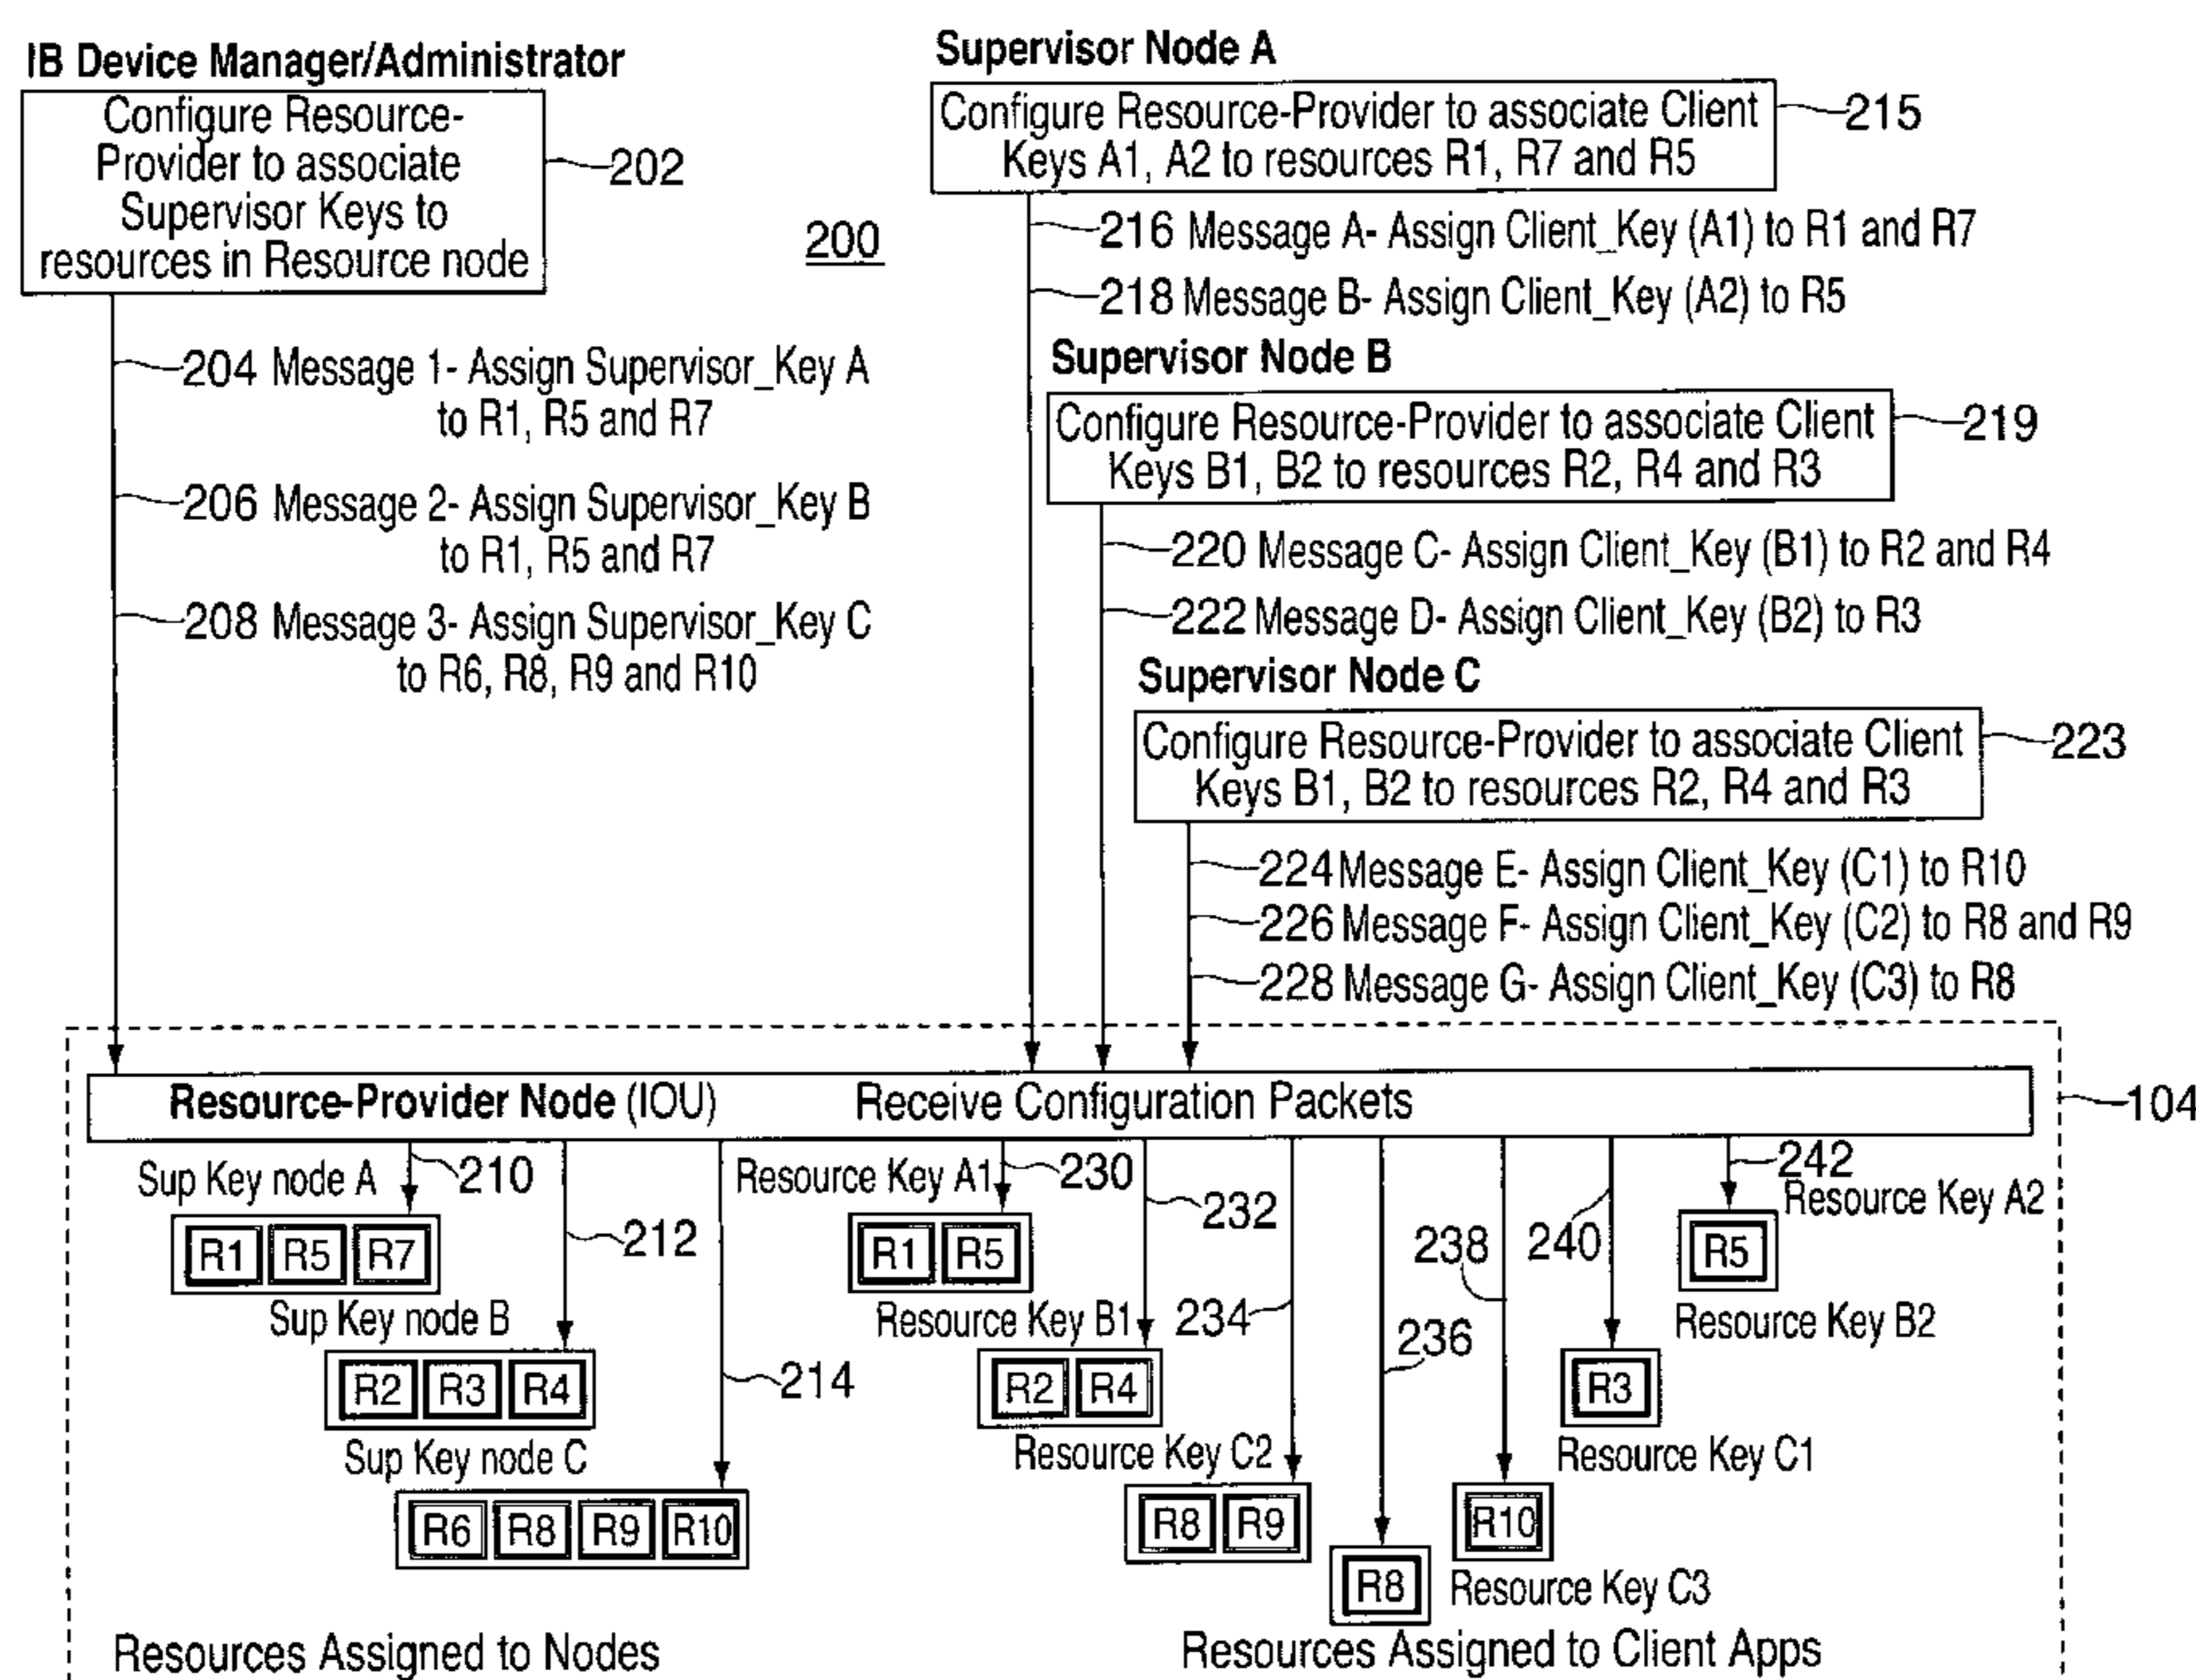 IB Device Manager/Administrator
Configure Resource-
Provider to associate
Supervisor Keys to
resources in Resource node
202
200
204 Message 1- Assign Supervisor_Key A
to R1, R5 and R7
206 Message 2- Assign Supervisor_Key B
to R1, R5 and R7
208 Message 3- Assign Supervisor_Key C
to R6, R8, R9 and R10
Supervisor Node A
Configure Resource-Provider to associate Client
Keys A1, A2 to resources R1, R7 and R5
215
216 Message A- Assign Client_Key (A1) to R1 and R7
218 Message B- Assign Client_Key (A2) to R5
Supervisor Node B
Configure Resource-Provider to associate Client
Keys B1, B2 to resources R2, R4 and R3
219
220 Message C- Assign Client_Key (B1) to R2 and R4
222 Message D- Assign Client_Key (B2) to R3
Supervisor Node C
Configure Resource-Provider to associate Client
Keys B1, B2 to resources R2, R4 and R3
223
224 Message E- Assign Client_Key (C1) to R10
226 Message F- Assign Client_Key (C2) to R8 and R9
228 Message G- Assign Client_Key (C3) to R8
Resource-Provider Node (IOU) Receive Configuration Packets
104
Sup Key node A
210
R1 R5 R7
Sup Key node B
212
R2 R3 R4
Sup Key node C
214
R6 R8 R9 R10
Resources Assigned to Nodes
Resource Key A1
230
R1 R5
Resource Key B1
232
R2 R4
Resource Key C2
234
R8 R9
236
R8
Resource Key C3
238
R10
Resource Key C1
240
R3
Resource Key B2
242
Resource Key A2
R5
Resources Assigned to Client Apps